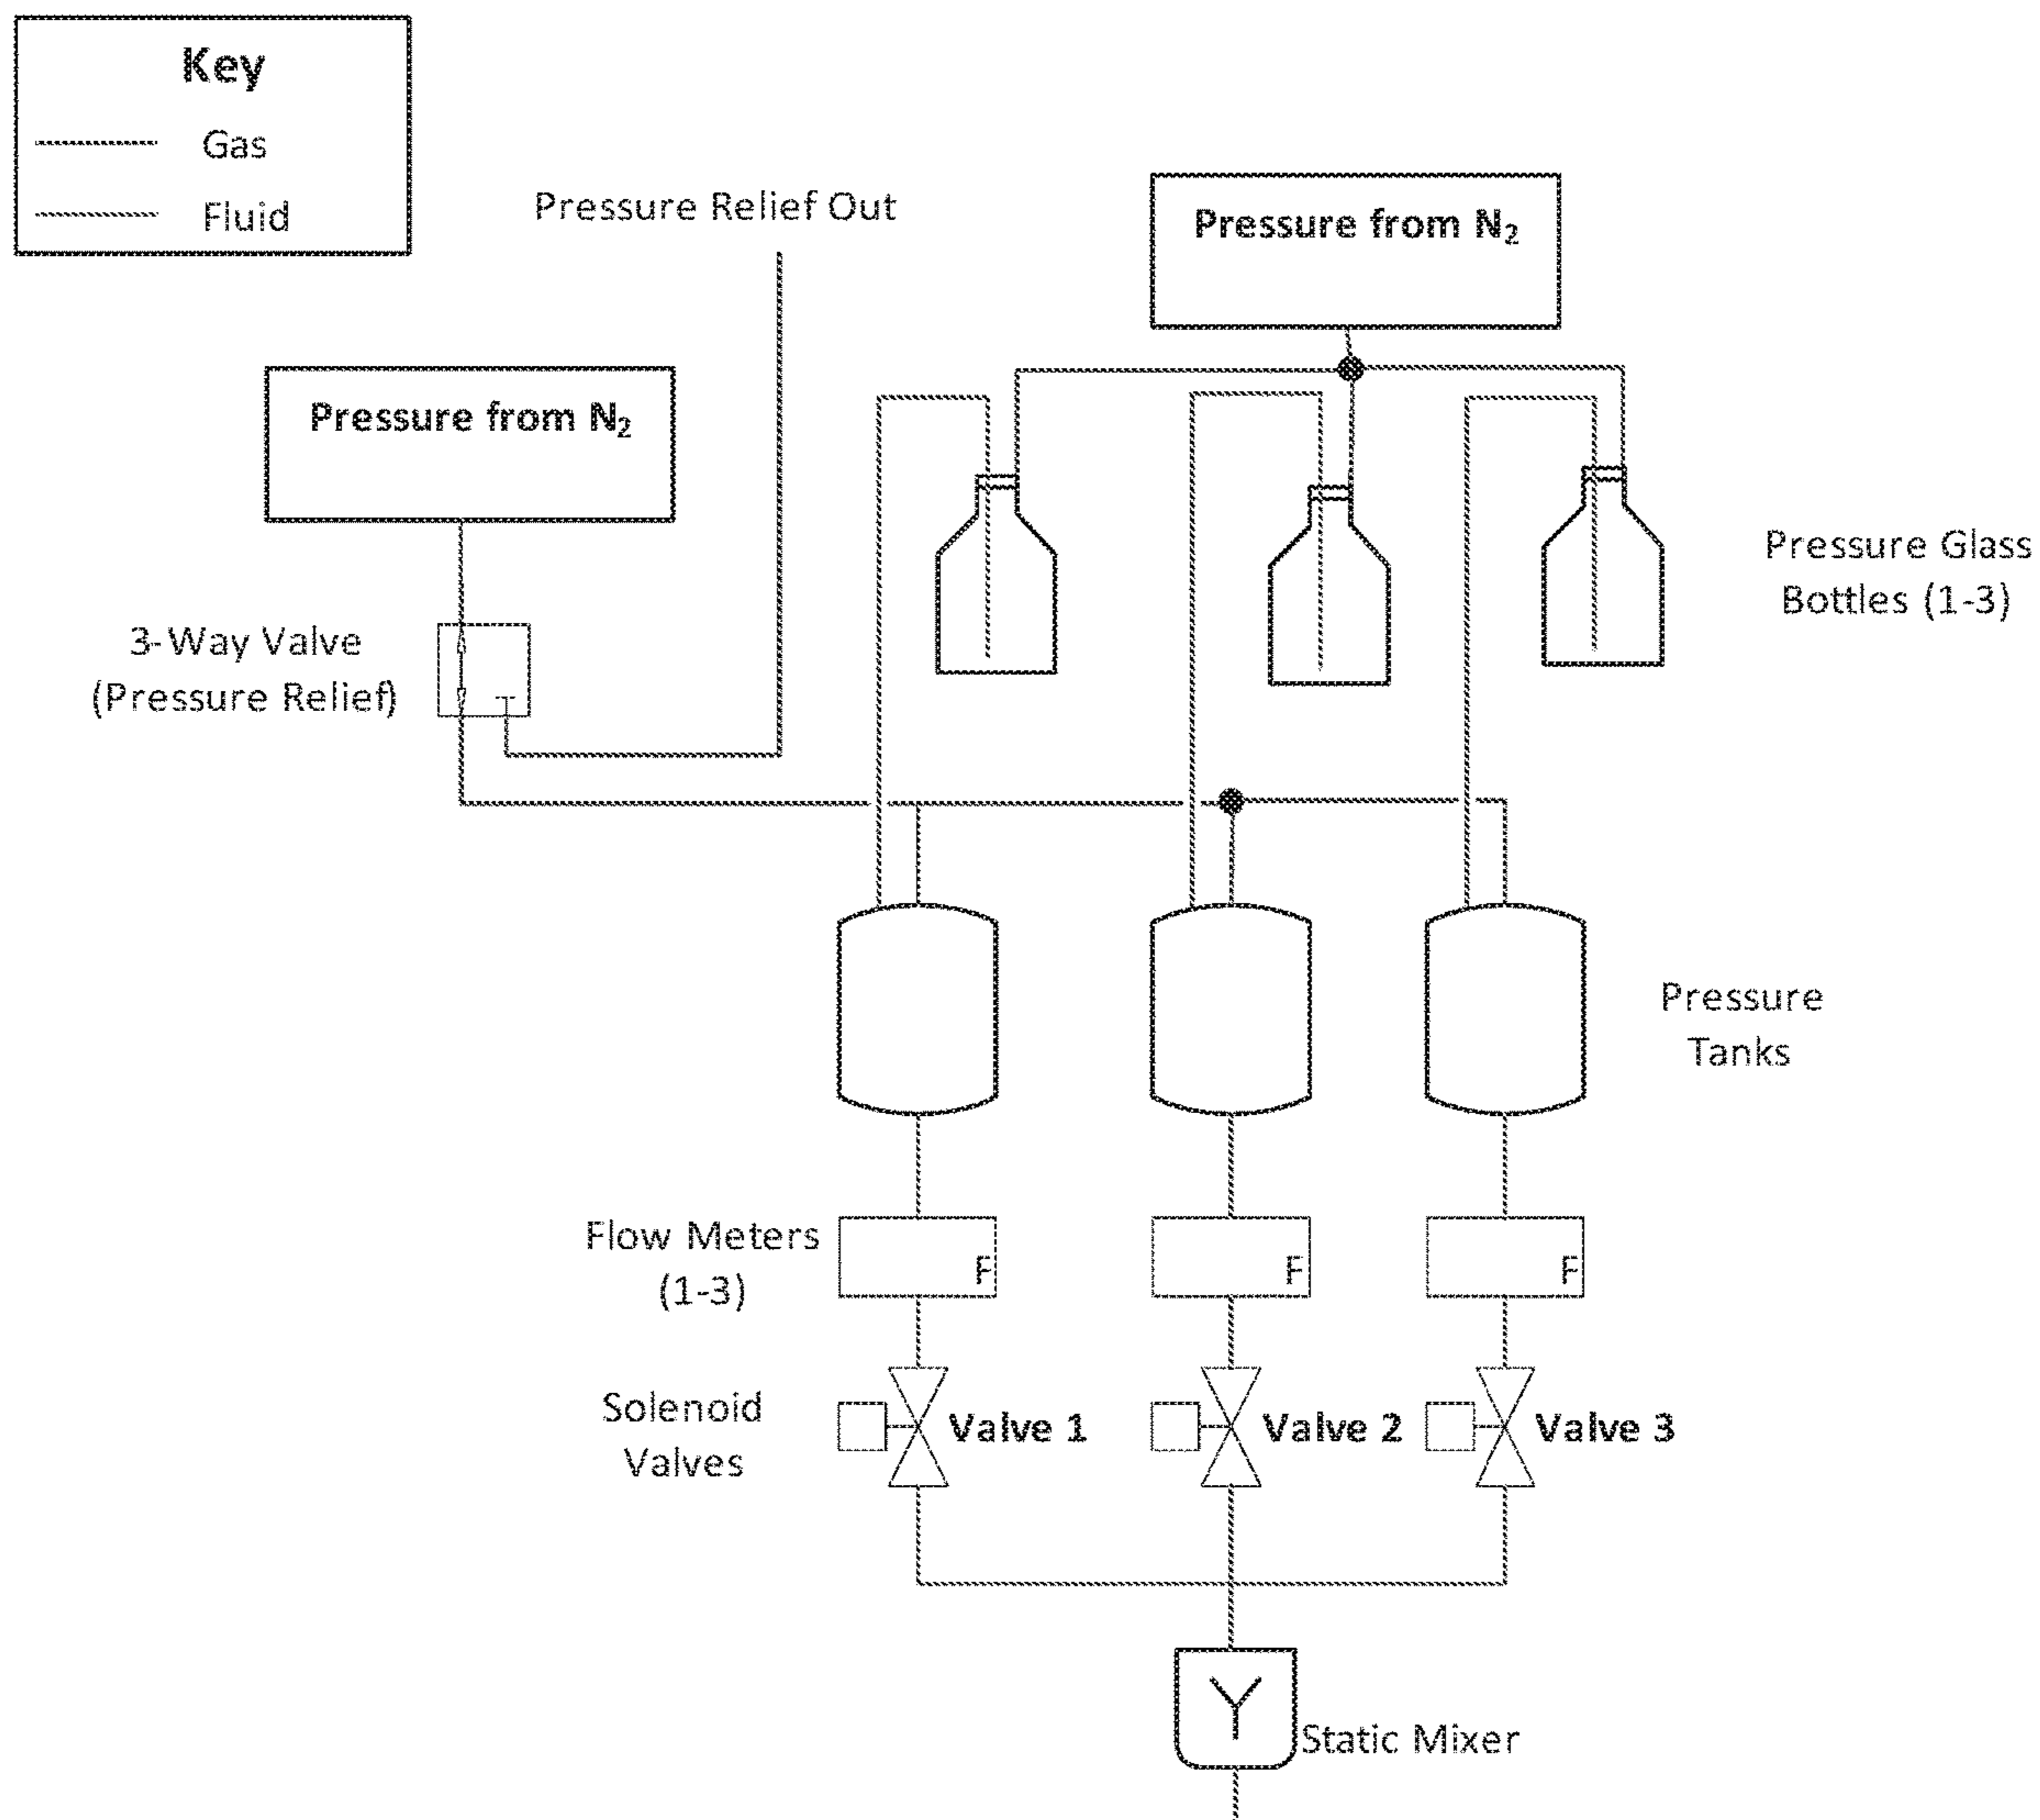 Key
Gas
Fluid
Pressure Relief Out
Pressure from N₂
Pressure from N₂
3-Way Valve
(Pressure Relief)
Pressure Glass
Bottles (1-3)
Pressure
Tanks
Flow Meters
(1-3)
F
F
F
Solenoid
Valves
Valve 1
Valve 2
Valve 3
Y
Static Mixer